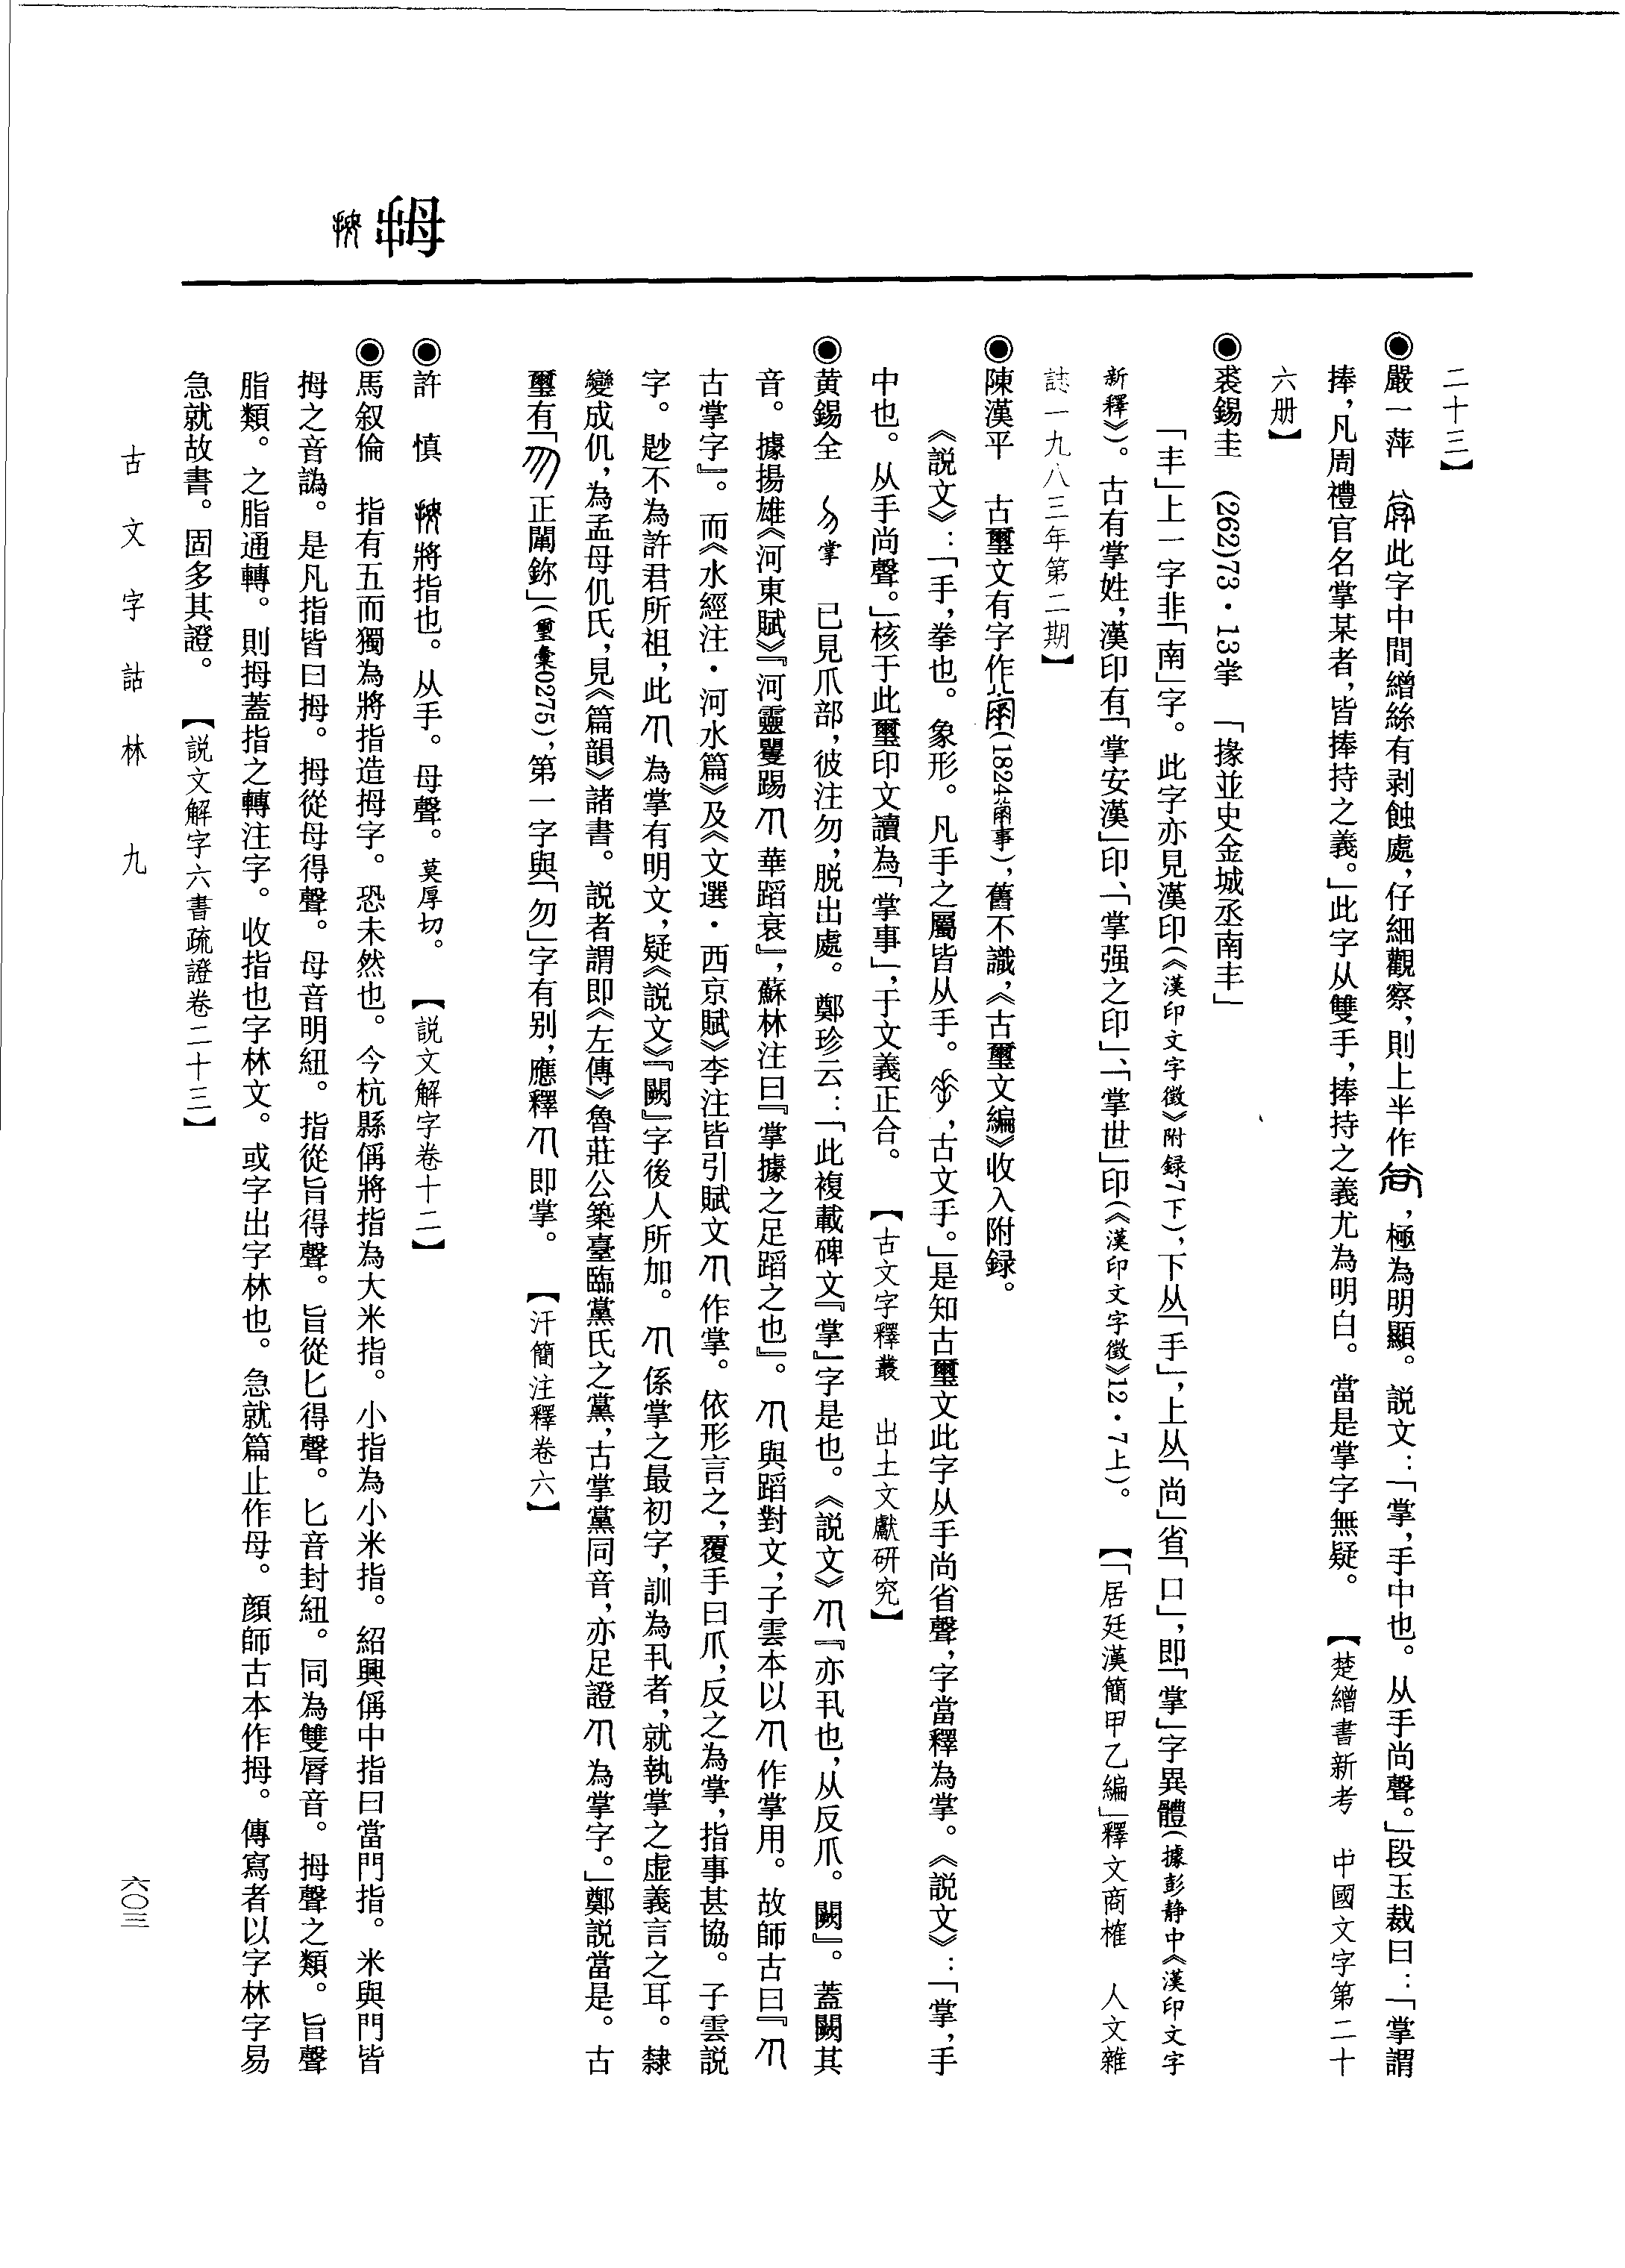 拇
二十三】
◉嚴一萍　此字中間繒絲有剥蝕處，仔細觀察，則上半作，極為明顯。説文：「掌，手中也。从手尚聲。」段玉裁曰：「掌謂
捧，凡周禮官名掌某者，皆捧持之義。」此字从雙手，捧持之義尤為明白。當是掌字無疑。　【楚繒書新考　中國文字第二十
六册】
◉裘錫圭　(262)73·13掌　「掾並史金城丞南丰」
「丰」上一字非「南」字。此字亦見漢印(《漢印文字徵》附録7下)，下从「手」，上从「尚」省「口」，即「掌」字異體(據彭静中《漢印文字
新釋》)。古有掌姓，漢印有「掌安漢」印、「掌强之印」、「掌世」印(《漢印文字徵》12·7上)。　【「居延漢簡甲乙編」釋文商榷　人文雜
誌一九八三年第二期】
◉陳漢平　古璽文有字作(1824事)，舊不識，《古璽文編》收入附録。
《説文》：「手，拳也。象形。凡手之屬皆从手。，古文手。」是知古璽文此字从手尚省聲，字當釋為掌。《説文》：「掌，手
中也。从手尚聲。」核于此璽印文讀為「掌事」，于文義正合。　【古文字釋叢　出土文獻研究】
◉黄錫全　掌　已見爪部，彼注勿，脱出處。鄭珍云：「此複載碑文『掌』字是也。《説文》爪『亦丮也，从反爪。闕』。蓋闕其
音。據揚雄《河東賦》『河靈矍踢爪華蹈衰』，蘇林注曰『掌據之足蹈之也』。爪與蹈對文，子雲本以爪作掌用。故師古曰『爪
古掌字』。而《水經注·河水篇》及《文選·西京賦》李注皆引賦文爪作掌。依形言之，覆手曰爪，反之為掌，指事甚協。子雲説
字。尟不為許君所祖，此爪為掌有明文，疑《説文》『闕』字後人所加。爪係掌之最初字，訓為丮者，就執掌之虚義言之耳。隸
變成仉，為孟母仉氏，見《篇韻》諸書。説者謂即《左傳》魯莊公築臺臨黨氏之黨，古掌黨同音，亦足證爪為掌字。」鄭説當是。古
璽有「正闈鉨」(璽彙0275)，第一字與「勿」字有别，應釋爪即掌。　【汗簡注釋卷六】
◉許　慎　將指也。从手。母聲。莫厚切。　【説文解字卷十二】
◉馬叙倫　指有五而獨為將指造拇字。恐未然也。今杭縣偁將指為大米指。小指為小米指。紹興偁中指曰當門指。米與門皆
拇之音譌。是凡指皆曰拇。拇從母得聲。母音明紐。指從旨得聲。旨從匕得聲。匕音封紐。同為雙脣音。拇聲之類。旨聲
脂類。之脂通轉。則拇蓋指之轉注字。收指也字林文。或字出字林也。急就篇止作母。顔師古本作拇。傳寫者以字林字易
急就故書。固多其證。　【説文解字六書疏證卷二十三】
古文字詁林　九
六〇三